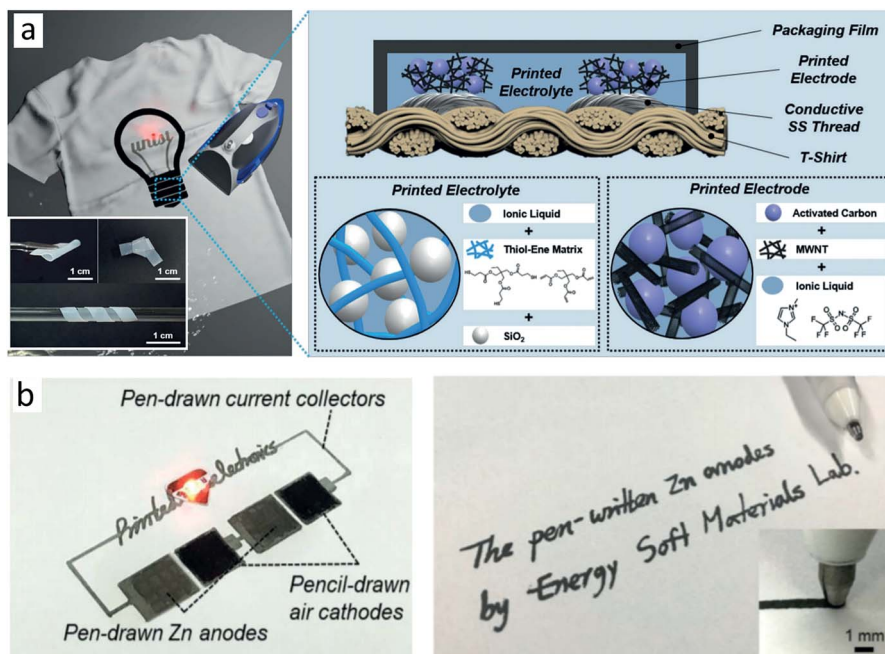 a
unist
1 cm
1 cm
1 cm
Packaging Film
Printed Electrolyte
Printed Electrode
Conductive SS Thread
T-Shirt
Printed Electrolyte
Ionic Liquid
+
Thiol-Ene Matrix
+
SiO2
Printed Electrode
Activated Carbon
+
MWNT
+
Ionic Liquid
b
Pen-drawn current collectors
Printed electronics
Pencil-drawn
air cathodes
Pen-drawn Zn anodes
The pen-written Zn anodes
by Energy Soft Materials Lab.
1 mm